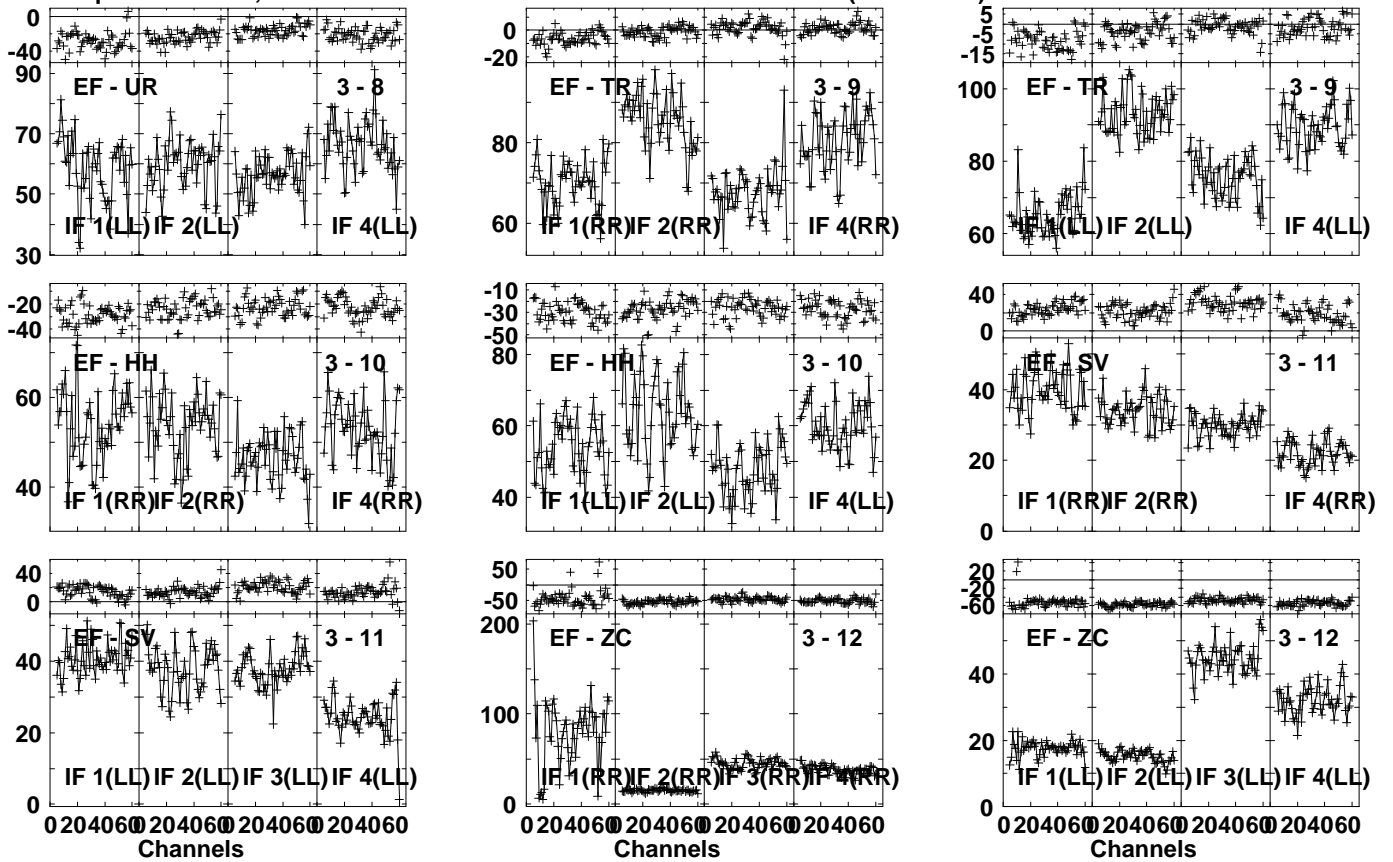 0
-40
90
70
50
30
EF - UR 3 - 8
IF 1(LL) IF 2(LL) IF 4(LL)
0
-20
80
60
EF - TR 3 - 9
IF 1(RR) IF 2(RR) IF 4(RR)
5
-5
-15
100
80
60
EF - TR 3 - 9
IF 1(LL) IF 2(LL) IF 4(LL)
-20
-40
60
40
EF - HH 3 - 10
IF 1(RR) IF 2(RR) IF 4(RR)
-10
-30
-50
80
60
40
EF - HH 3 - 10
IF 1(LL) IF 2(LL) IF 4(LL)
40
0
40
20
0
EF - SV 3 - 11
IF 1(RR) IF 2(RR) IF 4(RR)
40
0
40
20
0
EF - SV 3 - 11
IF 1(LL) IF 2(LL) IF 3(LL) IF 4(LL)
0 204060 0 204060 0 204060 0 204060
Channels
50
-50
200
100
0
EF - ZC 3 - 12
IF 1(RR) IF 2(RR) IF 3(RR) IF 4(RR)
0 204060 0 204060 0 204060 0 204060
Channels
20
-20
-60
40
20
0
EF - ZC 3 - 12
IF 1(LL) IF 2(LL) IF 3(LL) IF 4(LL)
0 204060 0 204060 0 204060 0 204060
Channels